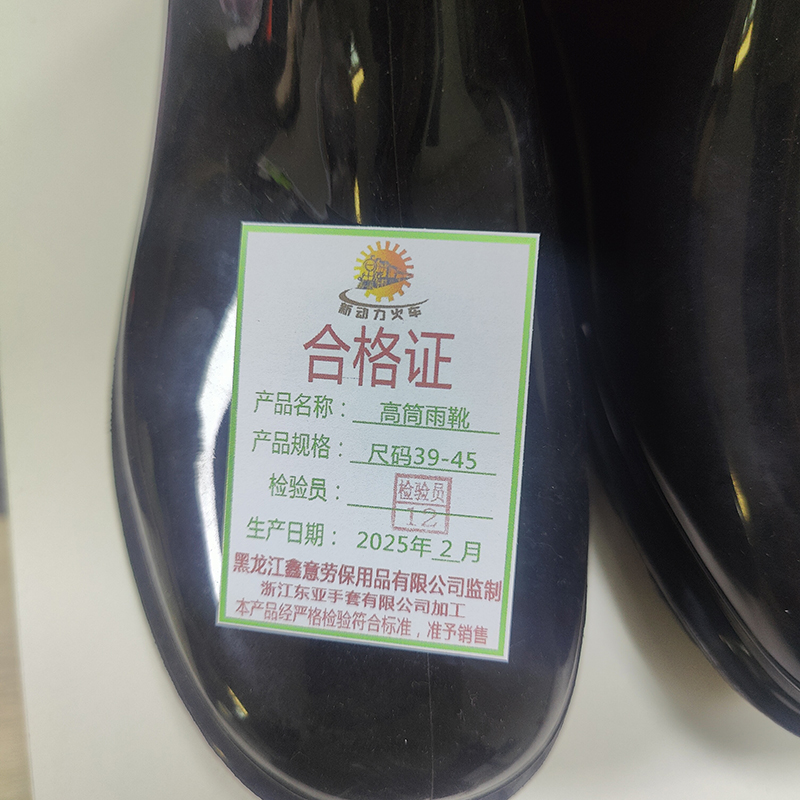 新动力火车
合格证
产品名称：高筒雨靴
产品规格：尺码39-45
检验员：检验员
12
生产日期：2025年2月
黑龙江鑫意劳保用品有限公司监制
浙江东亚手套有限公司加工
本产品经严格检验符合标准，准予销售